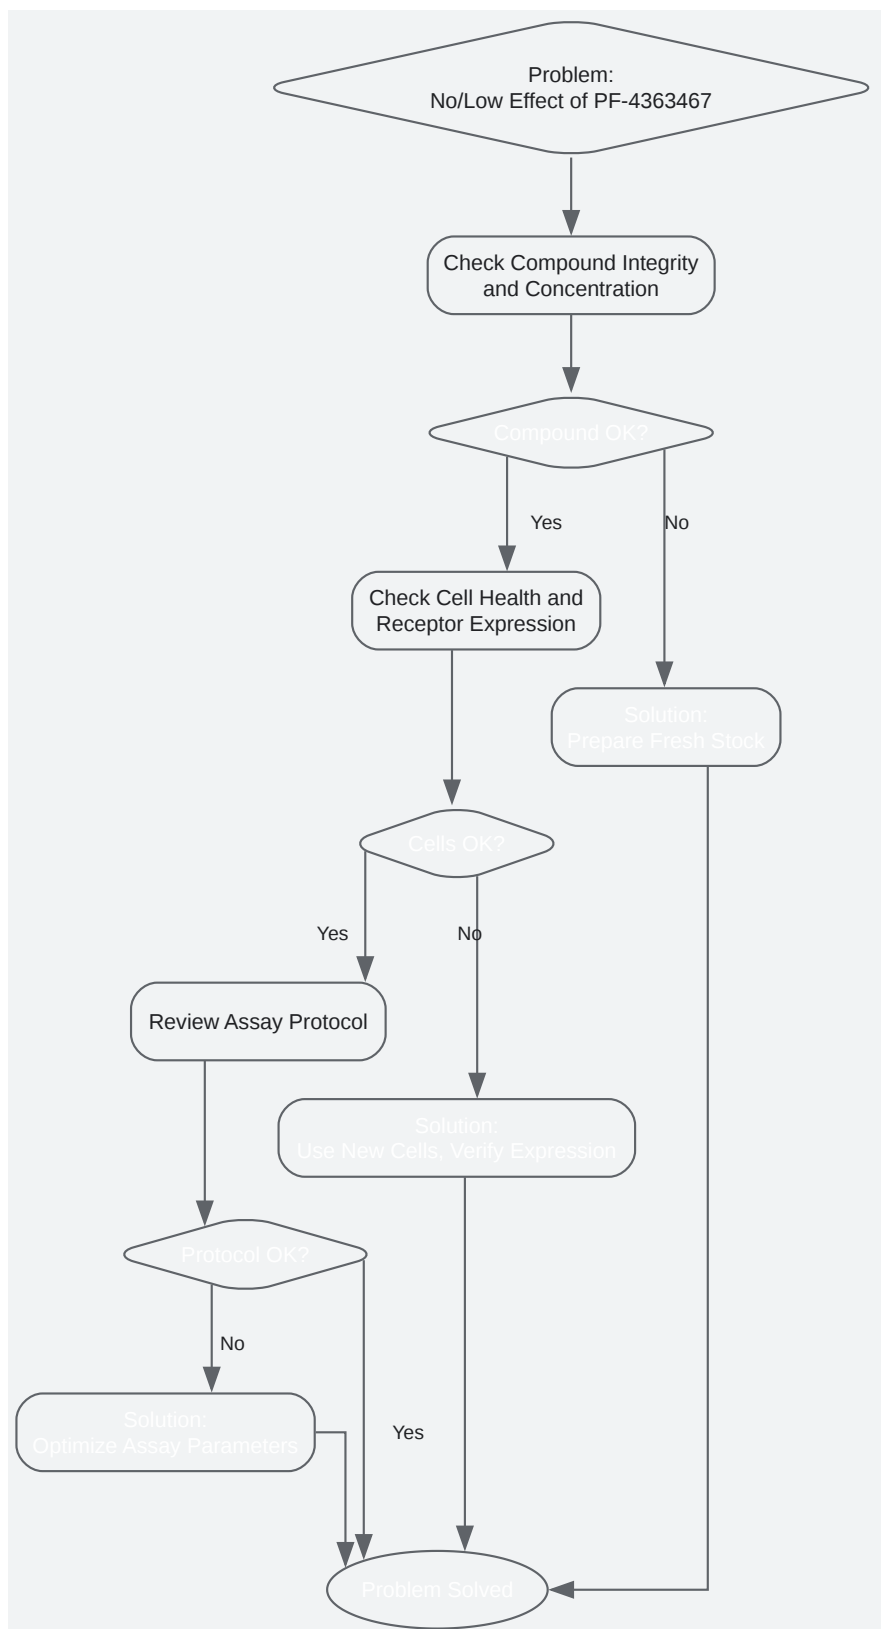 Problem:
No/Low Effect of PF-4363467
Check Compound Integrity
and Concentration
Compound OK?
Yes
No
Check Cell Health and
Receptor Expression
Solution:
Prepare Fresh Stock
Cells OK?
Yes
No
Review Assay Protocol
Solution:
Use New Cells, Verify Expression
Protocol OK?
No
Solution:
Optimize Assay Parameters
Yes
Problem Solved